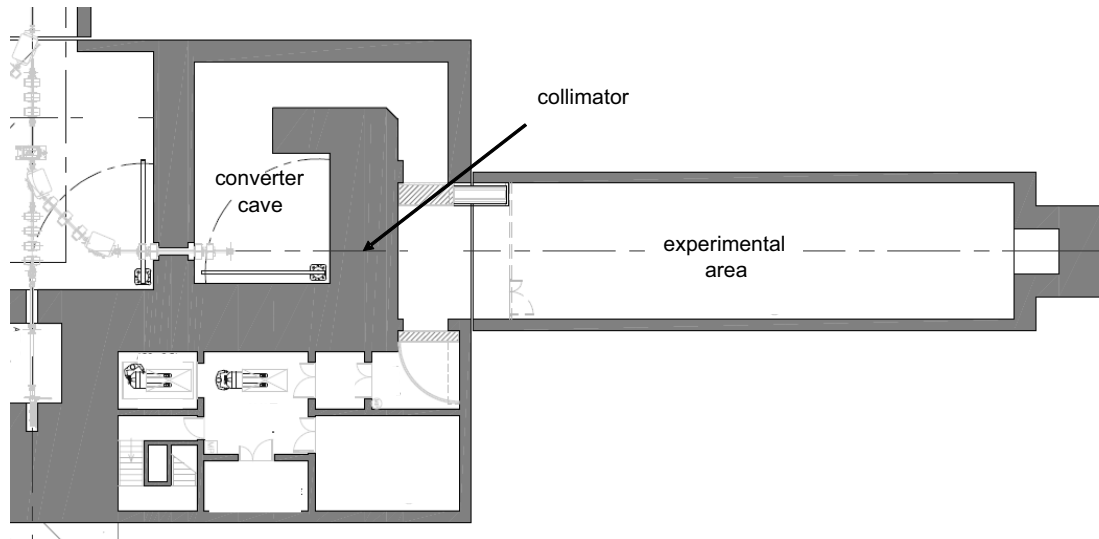 collimator
converter
cave
experimental
area